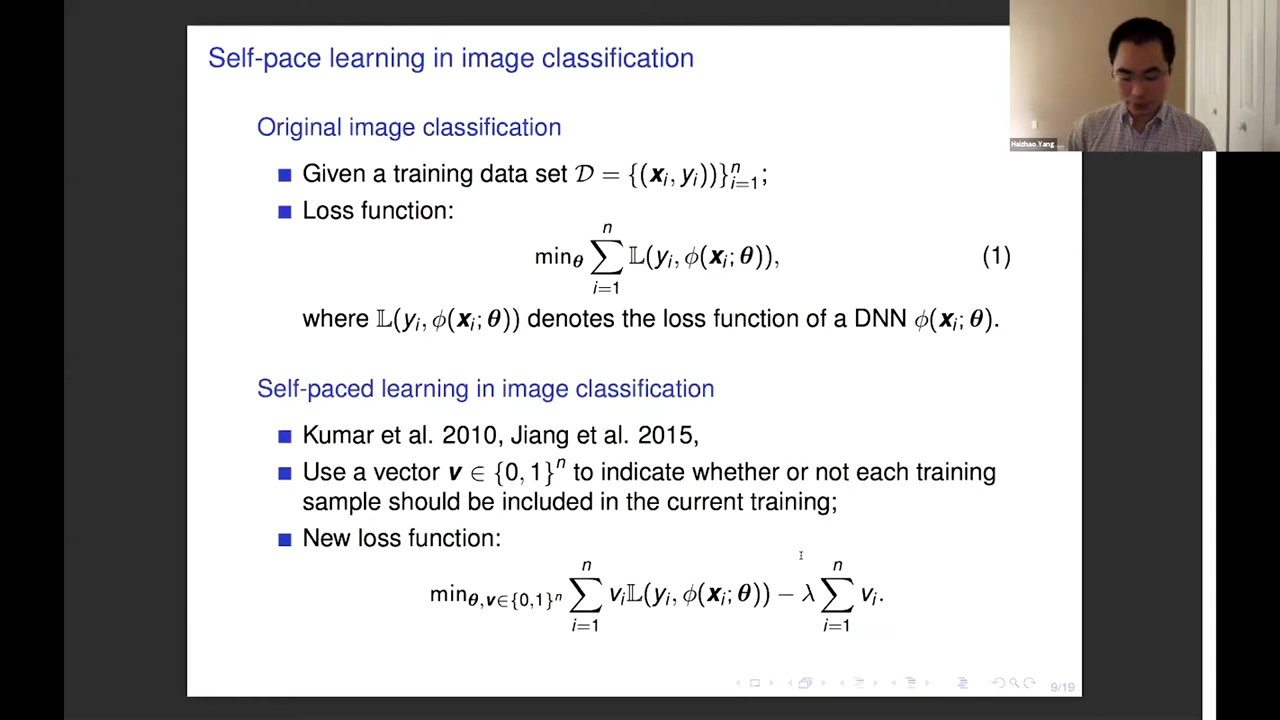 Self-pace learning in image classification
Haizhao Yang
Original image classification
Given a training data set 𝒟 = {(𝒙ᵢ, yᵢ))}ⁿᵢ₌₁;
Loss function:
min_θ ∑ⁿᵢ₌₁ 𝕃(yᵢ, ϕ(𝒙ᵢ; θ)), (1)
where 𝕃(yᵢ, ϕ(𝒙ᵢ; θ)) denotes the loss function of a DNN ϕ(𝒙ᵢ; θ).
Self-paced learning in image classification
Kumar et al. 2010, Jiang et al. 2015,
Use a vector 𝒗 ∈ {0, 1}ⁿ to indicate whether or not each training
sample should be included in the current training;
New loss function:
min_θ,𝒗∈{0,1}ⁿ ∑ⁿᵢ₌₁ vᵢ𝕃(yᵢ, ϕ(𝒙ᵢ; θ)) − λ ∑ⁿᵢ₌₁ vᵢ.
9/19